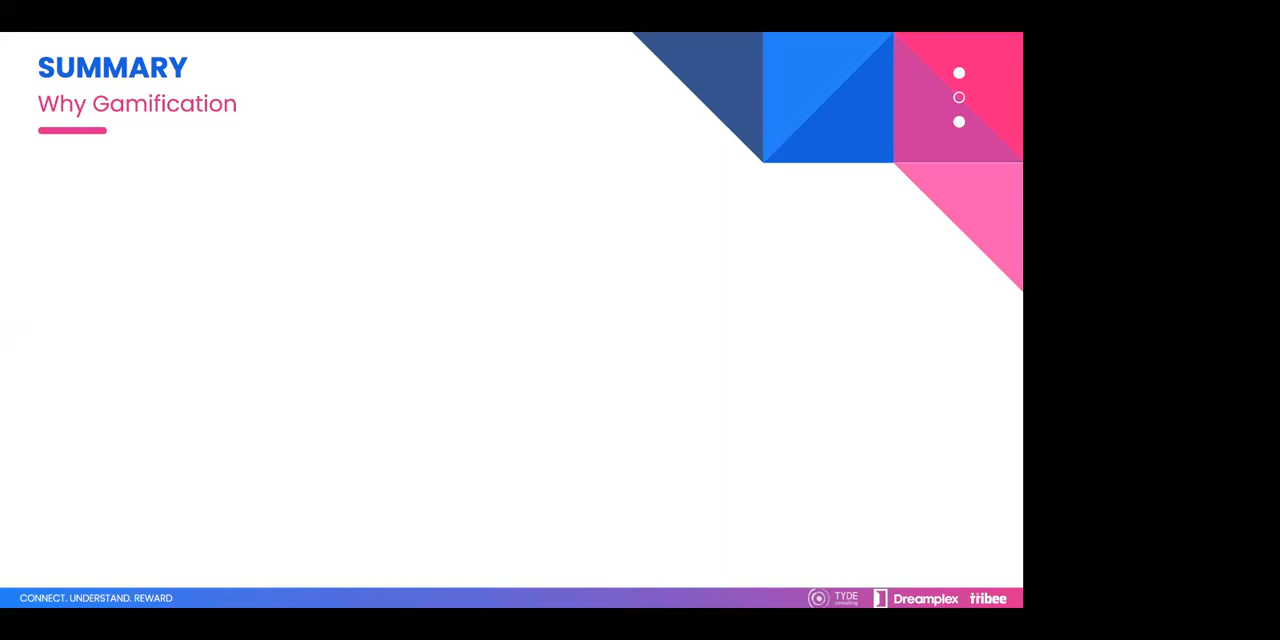 SUMMARY
Why Gamification
CONNECT. UNDERSTAND. REWARD
TYDE
consulting
Dreamplex
tribee